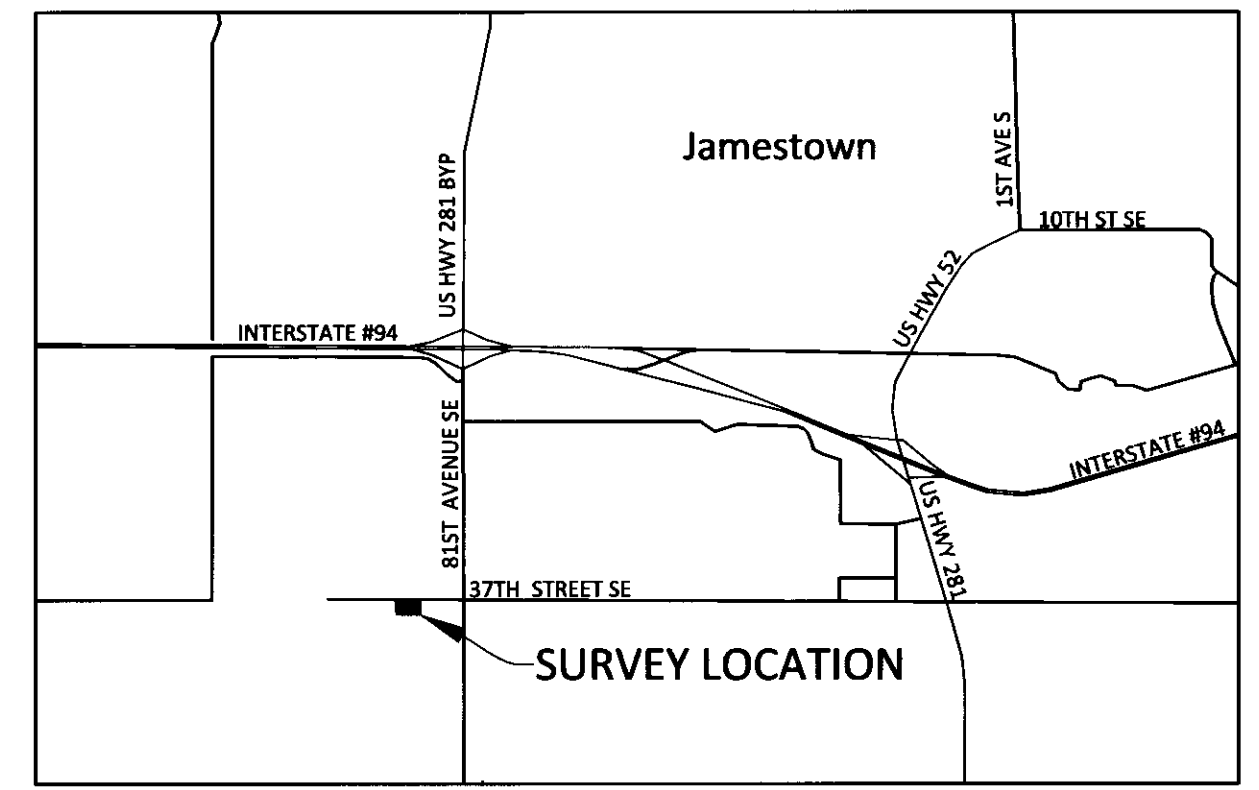 Jamestown
1ST AVE S
10TH ST SE
US HWY 281 BYP
US HWY 52
INTERSTATE #94
81ST AVENUE SE
INTERSTATE #94
US HWY 281
37TH STREET SE
SURVEY LOCATION